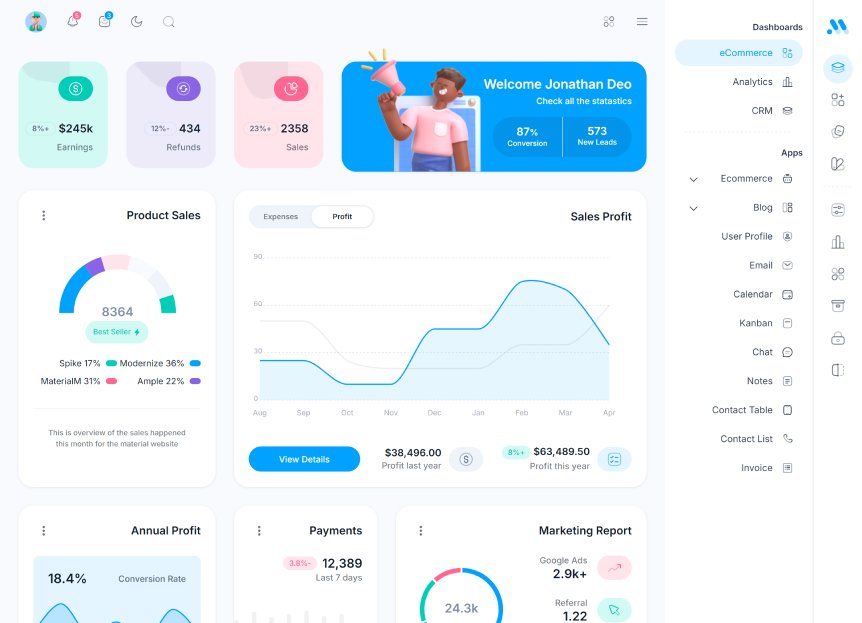 5
3
8%+ $245k
Earnings
12%- 434
Refunds
23%+ 2358
Sales
Welcome Jonathan Deo
Check all the statastics
87%
Conversion
573
New Leads
Product Sales
8364
Best Seller
Spike 17%
Modernize 36%
MaterialM 31%
Ample 22%
This is overview of the sales happened
this month for the material website
Expenses
Profit
Sales Profit
90
60
30
0
Aug Sep Oct Nov Dec Jan Feb Mar Apr
View Details
$38,496.00
Profit last year
8%+ $63,489.50
Profit this year
Annual Profit
18.4%
Conversion Rate
Payments
3.8%- 12,389
Last 7 days
Marketing Report
24.3k
Google Ads
2.9k+
Referral
1.22
Dashboards
eCommerce
Analytics
CRM
Apps
Ecommerce
Blog
User Profile
Email
Calendar
Kanban
Chat
Notes
Contact Table
Contact List
Invoice